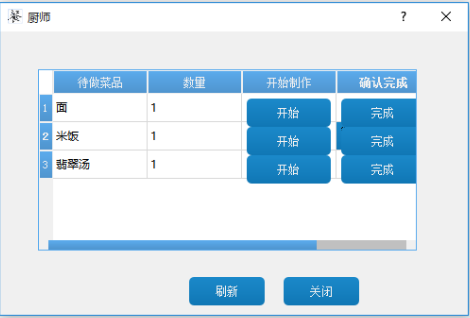 厨师
待做菜品 数量 开始制作 确认完成
1 面 1 开始 完成
2 米饭 1 开始 完成
3 翡翠汤 1 开始 完成
刷新 关闭